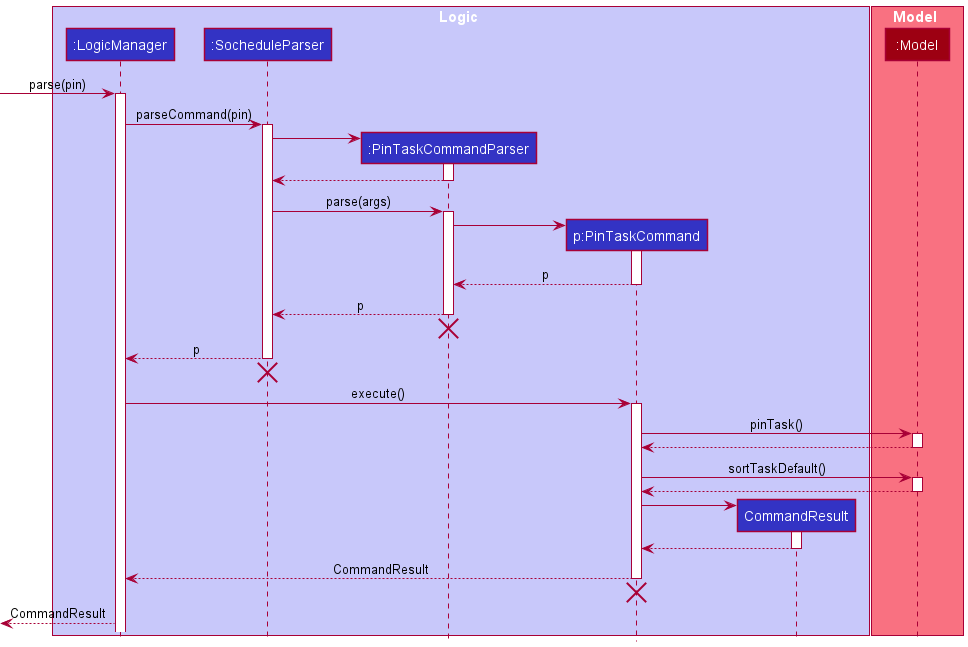 Logic
Model
:LogicManager
:SocheduleParser
:Model
parse(pin)
parseCommand(pin)
:PinTaskCommandParser
parse(args)
p:PinTaskCommand
p
p
p
execute()
pinTask()
sortTaskDefault()
CommandResult
CommandResult
CommandResult